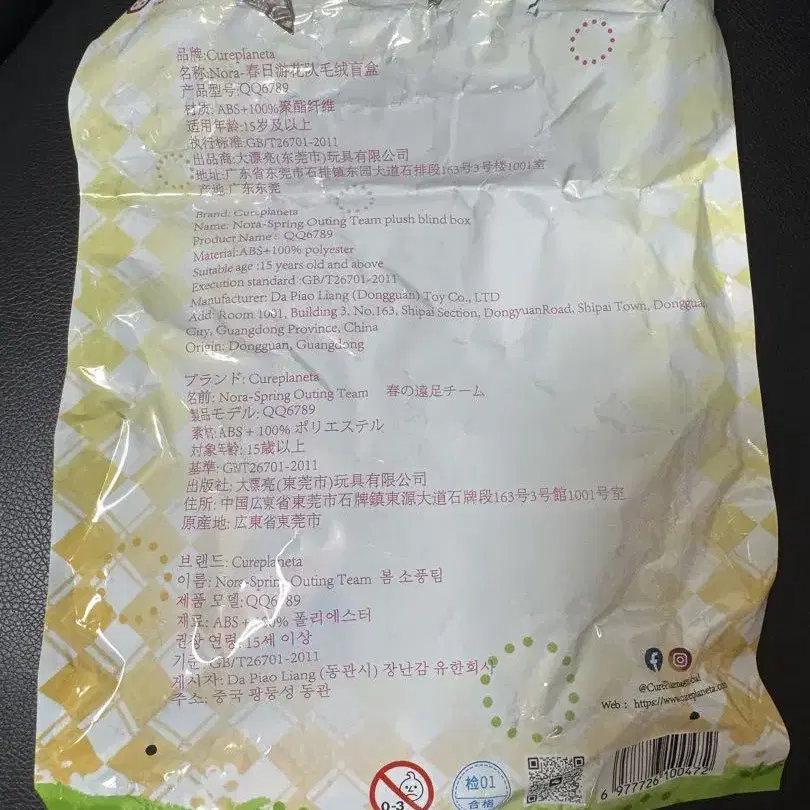 品牌:Cureplaneta
名称:Nora-春日游花队毛绒盲盒
产品型号:QQ6789
材质: ABS+100%聚酯纤维
适用年龄:15岁及以上
执行标准:GB/T26701-2011
出品商:大漂亮(东莞市)玩具有限公司
地址:广东省东莞市石排镇东园大道石排段163号3号楼1001室
产地:广东东莞
Brand: Cureplaneta
Name: Nora-Spring Outing Team plush blind box
Product Name: QQ6789
Material:ABS+100% polyester
Suitable age :15 years old and above
Execution standard :GB/T26701-2011
Manufacturer: Da Piao Liang (Dongguan) Toy Co., LTD
Add: Room 1001, Building 3, No.163, Shipai Section, DongyuanRoad, Shipai Town, Donggua
City, Guangdong Province, China
Origin: Dongguan, Guangdong
ブランド: Cureplaneta
名前: Nora-Spring Outing Team 春の遠足チーム
製品モデル: QQ6789
素材: ABS + 100% ポリエステル
対象年齢: 15歳以上
基準: GB/T26701-2011
出版社: 大漂亮(東莞市)玩具有限公司
住所: 中国広東省東莞市石牌鎮東源大道石牌段163号3号館1001号室
原産地: 広東省東莞市
브랜드: Cureplaneta
이름: Nora-Spring Outing Team 봄 소풍팀
제품 모델: QQ6789
재료: ABS + 100% 폴리에스터
권장 연령: 15세 이상
기준: GB/T26701-2011
게시자: Da Piao Liang (동관시) 장난감 유한회사
주소: 중국 광둥성 동관
Web : https://www.cureplaneta.com
0-3
检01
合格
6 977726 100472